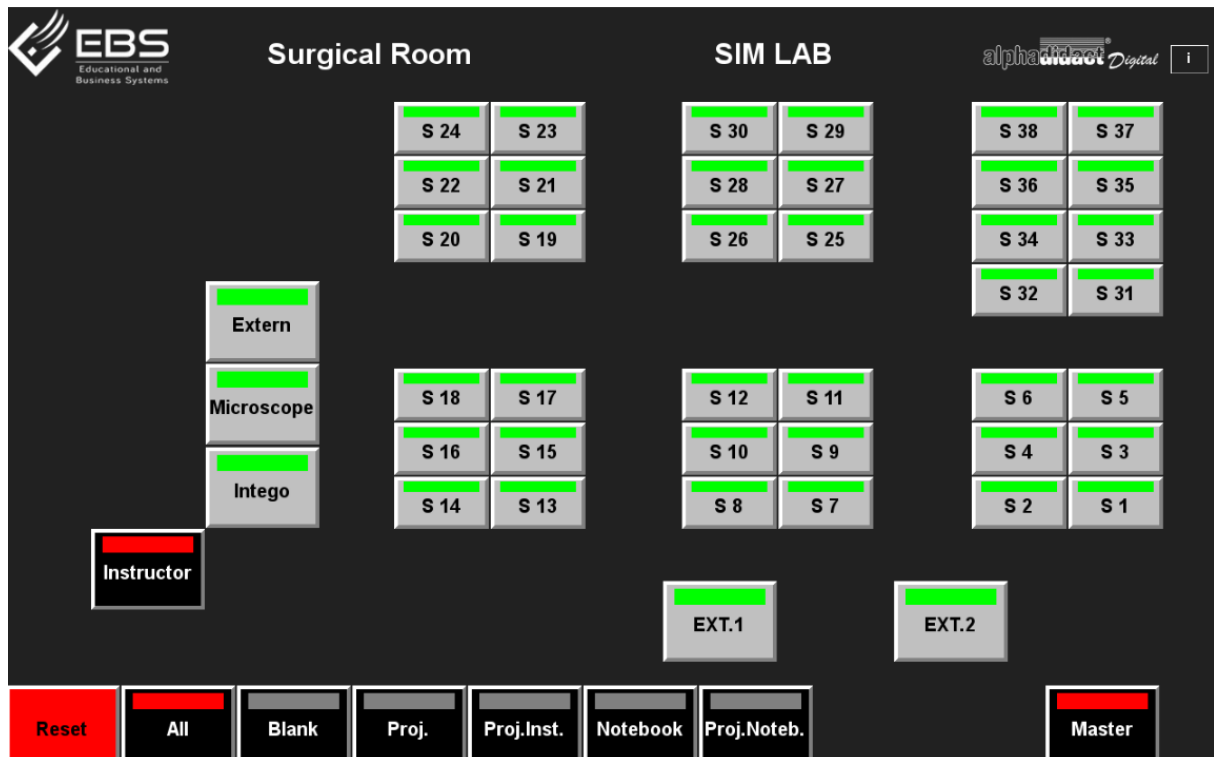 EBS
Educational and
Business Systems
Surgical Room
SIM LAB
alphadidact Digital
i
S 24 S 23 S 30 S 29 S 38 S 37
S 22 S 21 S 28 S 27 S 36 S 35
S 20 S 19 S 26 S 25 S 34 S 33
S 32 S 31
Extern
Microscope
Intego
S 18 S 17 S 12 S 11 S 6 S 5
S 16 S 15 S 10 S 9 S 4 S 3
S 14 S 13 S 8 S 7 S 2 S 1
Instructor
EXT.1 EXT.2
Reset All Blank Proj. Proj.Inst. Notebook Proj.Noteb. Master